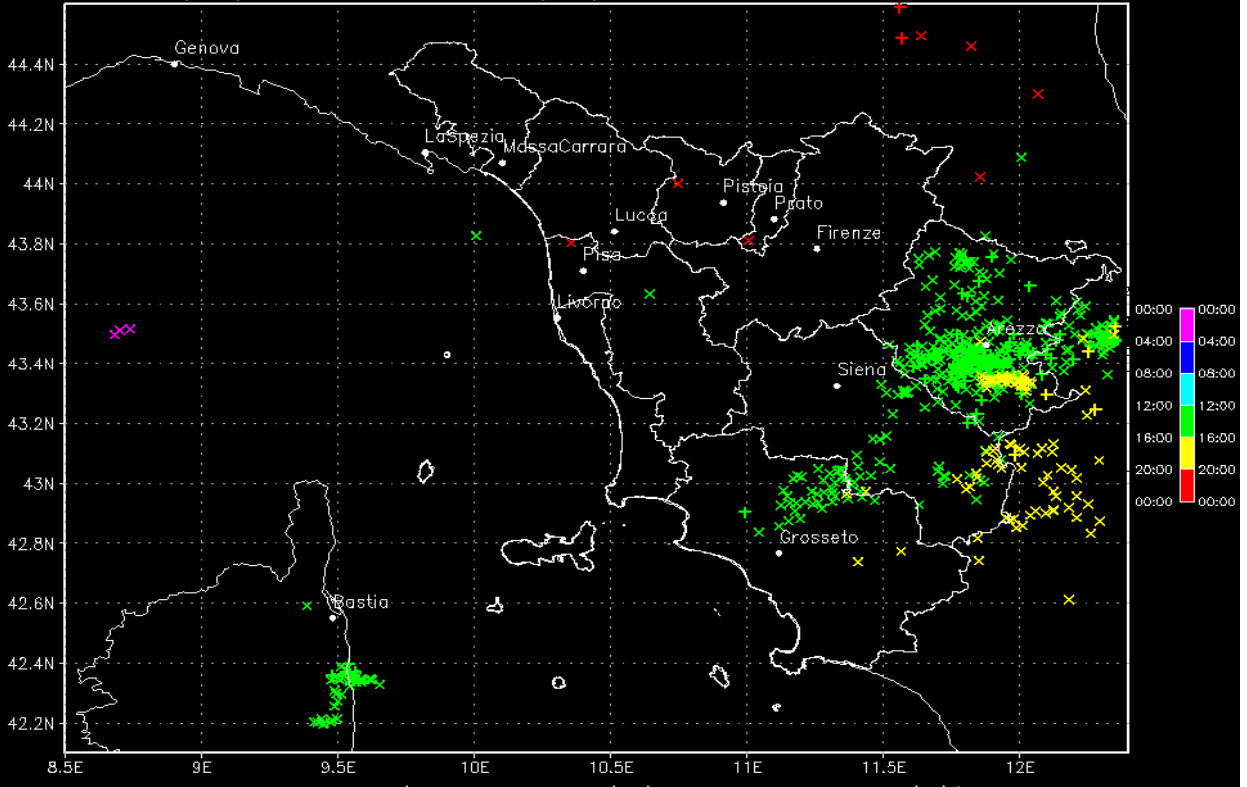 Genova
44.4N
44.2N
LaSpezia
MassaCarrara
44N
Pistoia
Prato
Lucca
Firenze
43.8N
Pisa
43.6N
Livorno
00:00 00:00
Arezzo
04:00 04:00
43.4N
Siena
08:00 08:00
12:00 12:00
43.2N
16:00 16:00
20:00 20:00
43N
00:00 00:00
Grosseto
42.8N
42.6N
Bastia
42.4N
42.2N
8.5E 9E 9.5E 10E 10.5E 11E 11.5E 12E